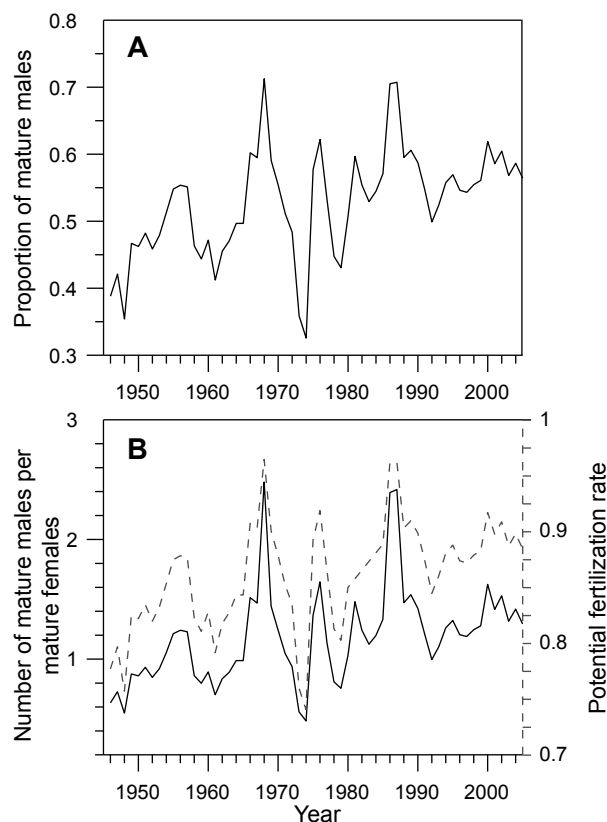 A
Proportion of mature males
0.8
0.7
0.6
0.5
0.4
0.3
1950 1960 1970 1980 1990 2000
B
Number of mature males per
mature females
3
2
1
1
0.9
0.8
0.7
Potential fertilization rate
1950 1960 1970 1980 1990 2000
Year